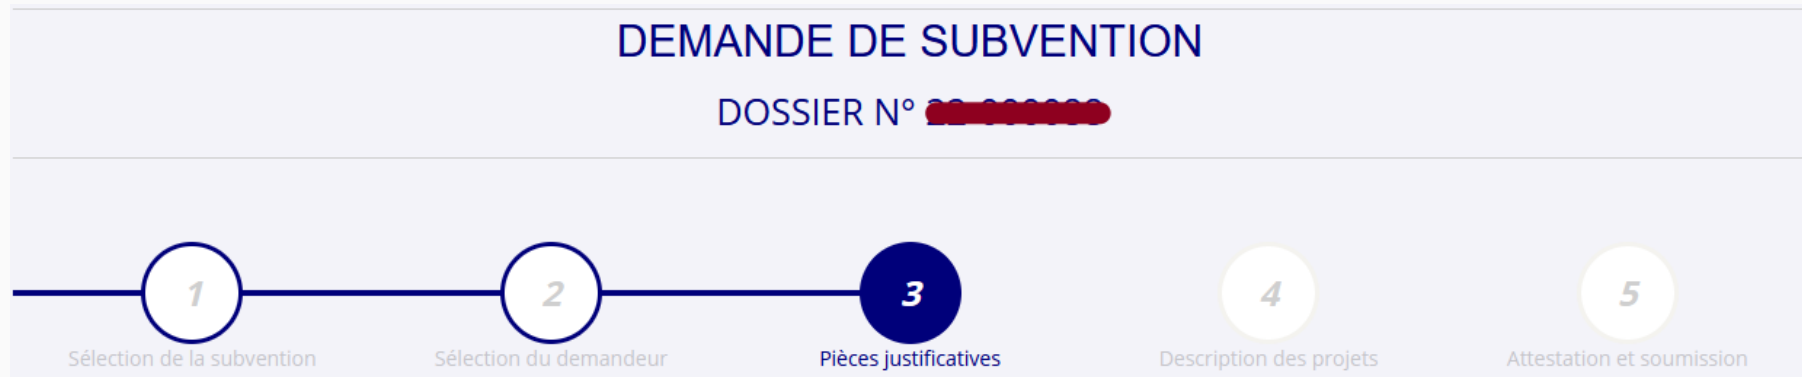 DEMANDE DE SUBVENTION
DOSSIER N°
1 2 3 4 5
Sélection de la subvention Sélection du demandeur Pièces justificatives Description des projets Attestation et soumission